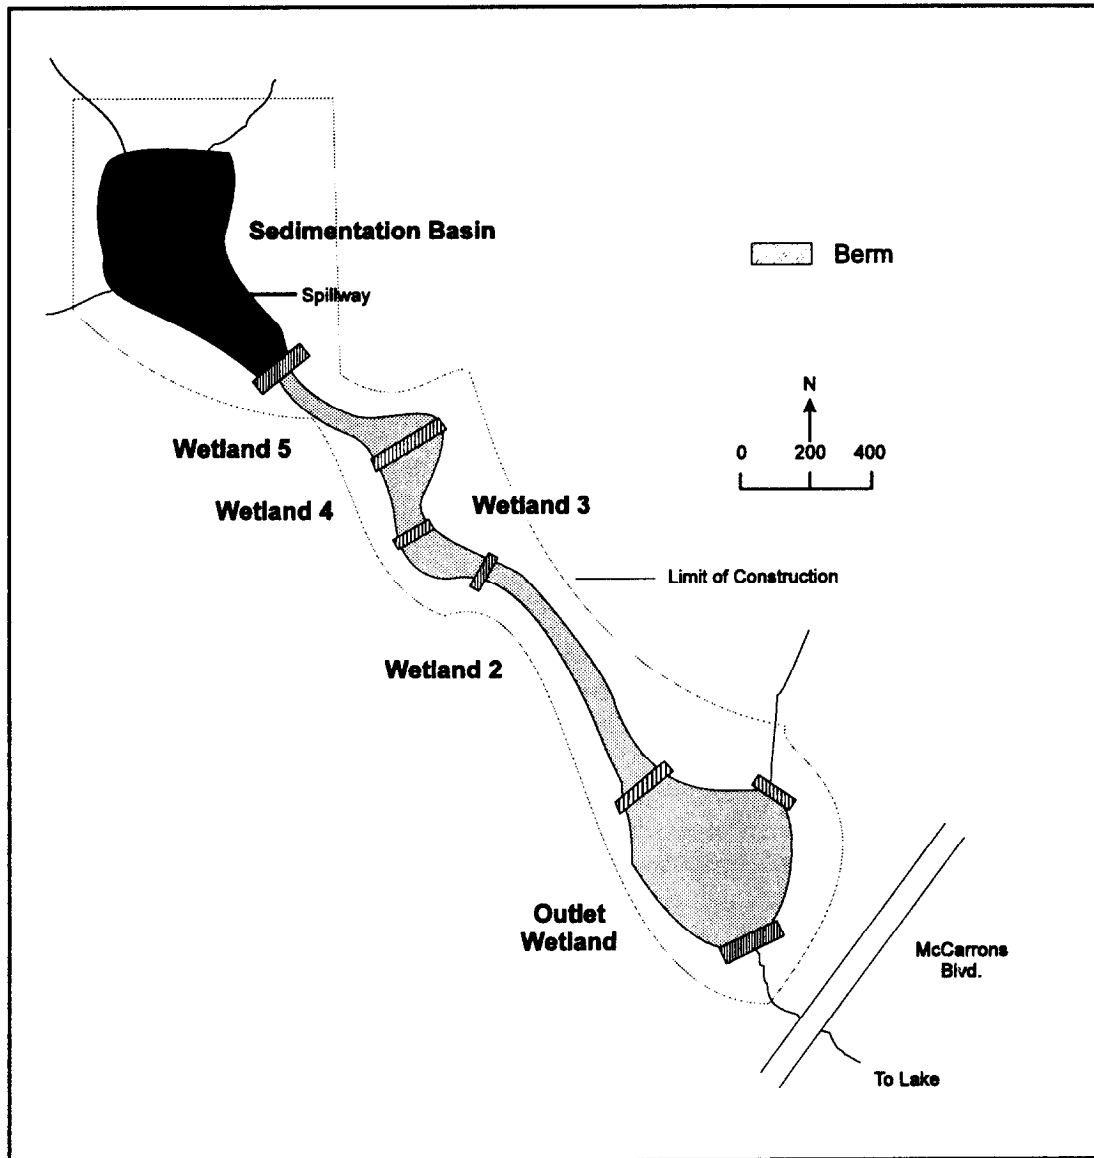 Sedimentation Basin
Berm
Spillway
N
0 200 400
Wetland 5
Wetland 4
Wetland 3
Limit of Construction
Wetland 2
Outlet
Wetland
McCarrons
Blvd.
To Lake